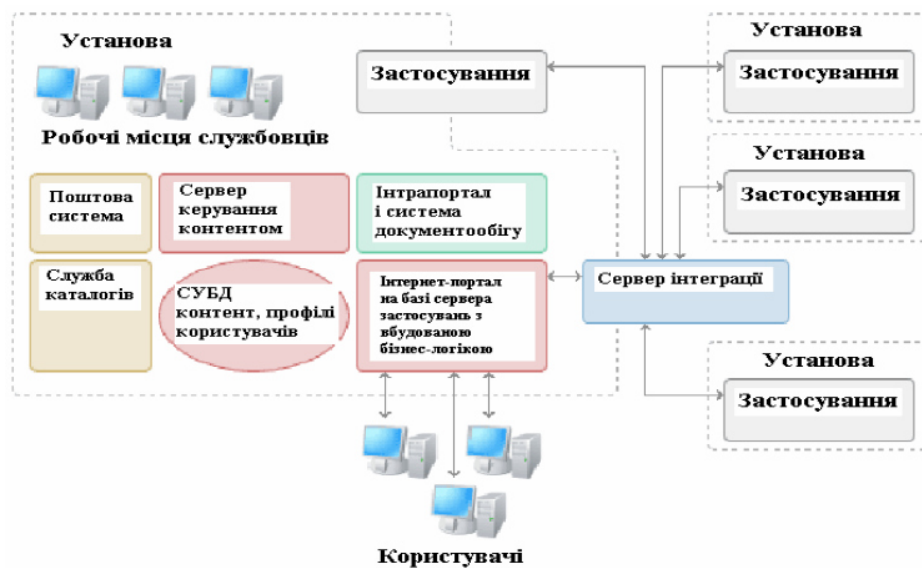 Установа
Застосування
Робочі місця службовців
Поштова
система
Сервер
керування
контентом
Інтрапортал
і система
документообігу
Служба
каталогів
СУБД
контент, профілі
користувачів
Інтернет-портал
на базі сервера
застосувань з
вбудованою
бізнес-логікою
Сервер інтеграції
Установа
Застосування
Установа
Застосування
Установа
Застосування
Користувачі